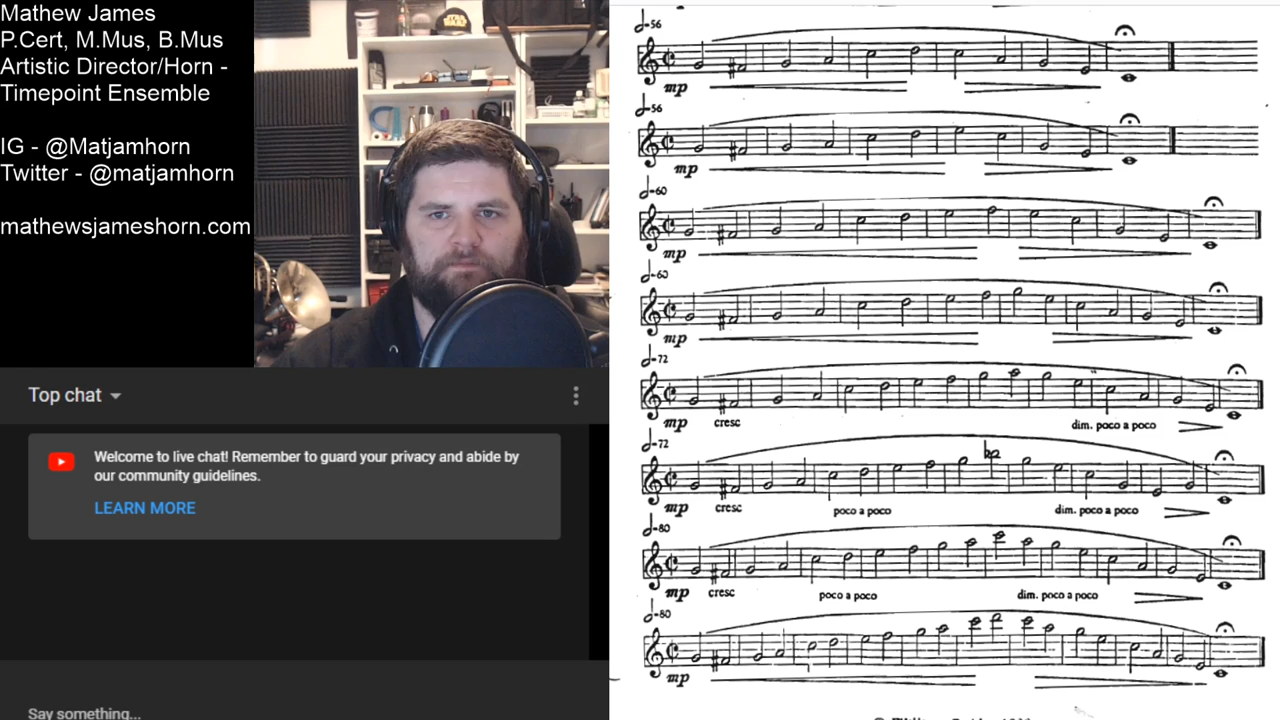 Mathew James
P.Cert, M.Mus, B.Mus
Artistic Director/Horn -
Timepoint Ensemble
IG - @Matjamhorn
Twitter - @matjamhorn
mathewsjameshorn.com
Top chat
Welcome to live chat! Remember to guard your privacy and abide by
our community guidelines.
LEARN MORE
Say something...
=56
mp
=56
mp
=60
mp
=60
mp
=72
mp cresc dim. poco a poco
=72
mp cresc poco a poco dim. poco a poco
=80
mp cresc poco a poco dim. poco a poco
=80
mp